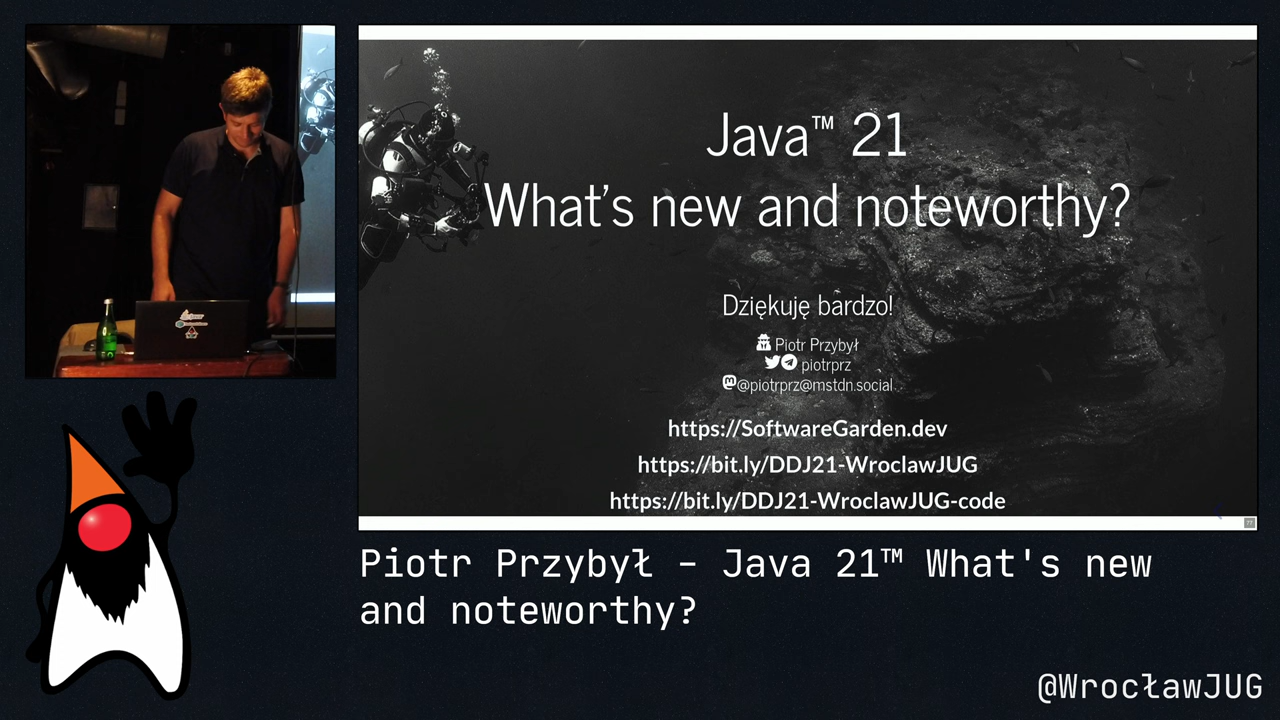 Java™ 21
What's new and noteworthy?
Dziękuję bardzo!
Piotr Przybył
piotrprz
@piotrprz@mstdn.social
https://SoftwareGarden.dev
https://bit.ly/DDJ21-WroclawJUG
https://bit.ly/DDJ21-WroclawJUG-code
Piotr Przybył – Java 21™ What's new
and noteworthy?
@WrocławJUG